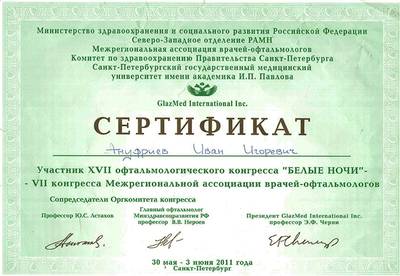 Министерство здравоохранения и социального развития Российской Федерации
Северо-Западное отделение РАМН
Межрегиональная ассоциация врачей-офтальмологов
Комитет по здравоохранению Правительства Санкт-Петербурга
Санкт-Петербургский государственный медицинский
университет имени академика И.П. Павлова
GlazMed International Inc.
СЕРТИФИКАТ
Ануфриев Иван Игоревич
Участник XVII офтальмологического конгресса "БЕЛЫЕ НОЧИ"-
- VII конгресса Межрегиональной ассоциации врачей-офтальмологов
Сопредседатели Оргкомитета конгресса
Профессор Ю.С. Астахов
Главный офтальмолог
Минздравсоцразвития РФ
профессор В.В. Нероев
Президент GlazMed International Inc.
профессор Э.Ф. Черни
30 мая - 3 июня 2011 года
Санкт-Петербург